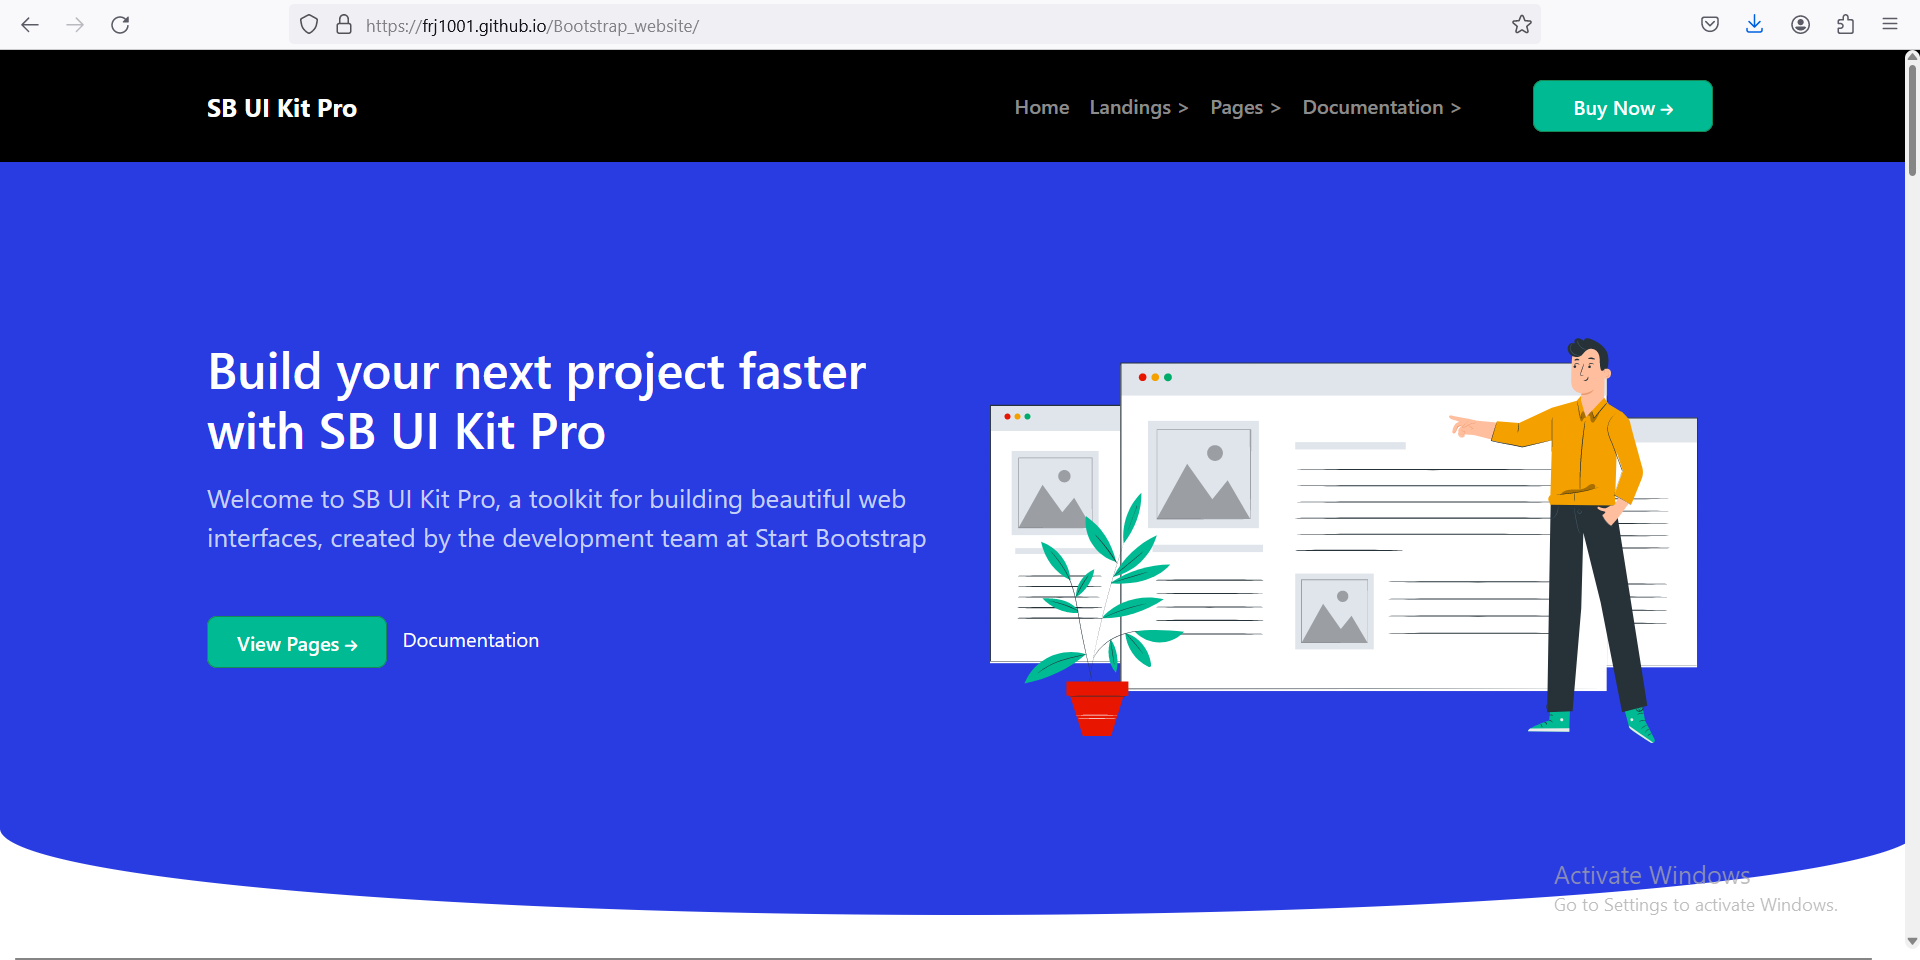 https://frj1001.github.io/Bootstrap_website/
SB UI Kit Pro
Home Landings > Pages > Documentation >
Buy Now →
Build your next project faster
with SB UI Kit Pro
Welcome to SB UI Kit Pro, a toolkit for building beautiful web
interfaces, created by the development team at Start Bootstrap
View Pages →
Documentation
Activate Windows
Go to Settings to activate Windows.